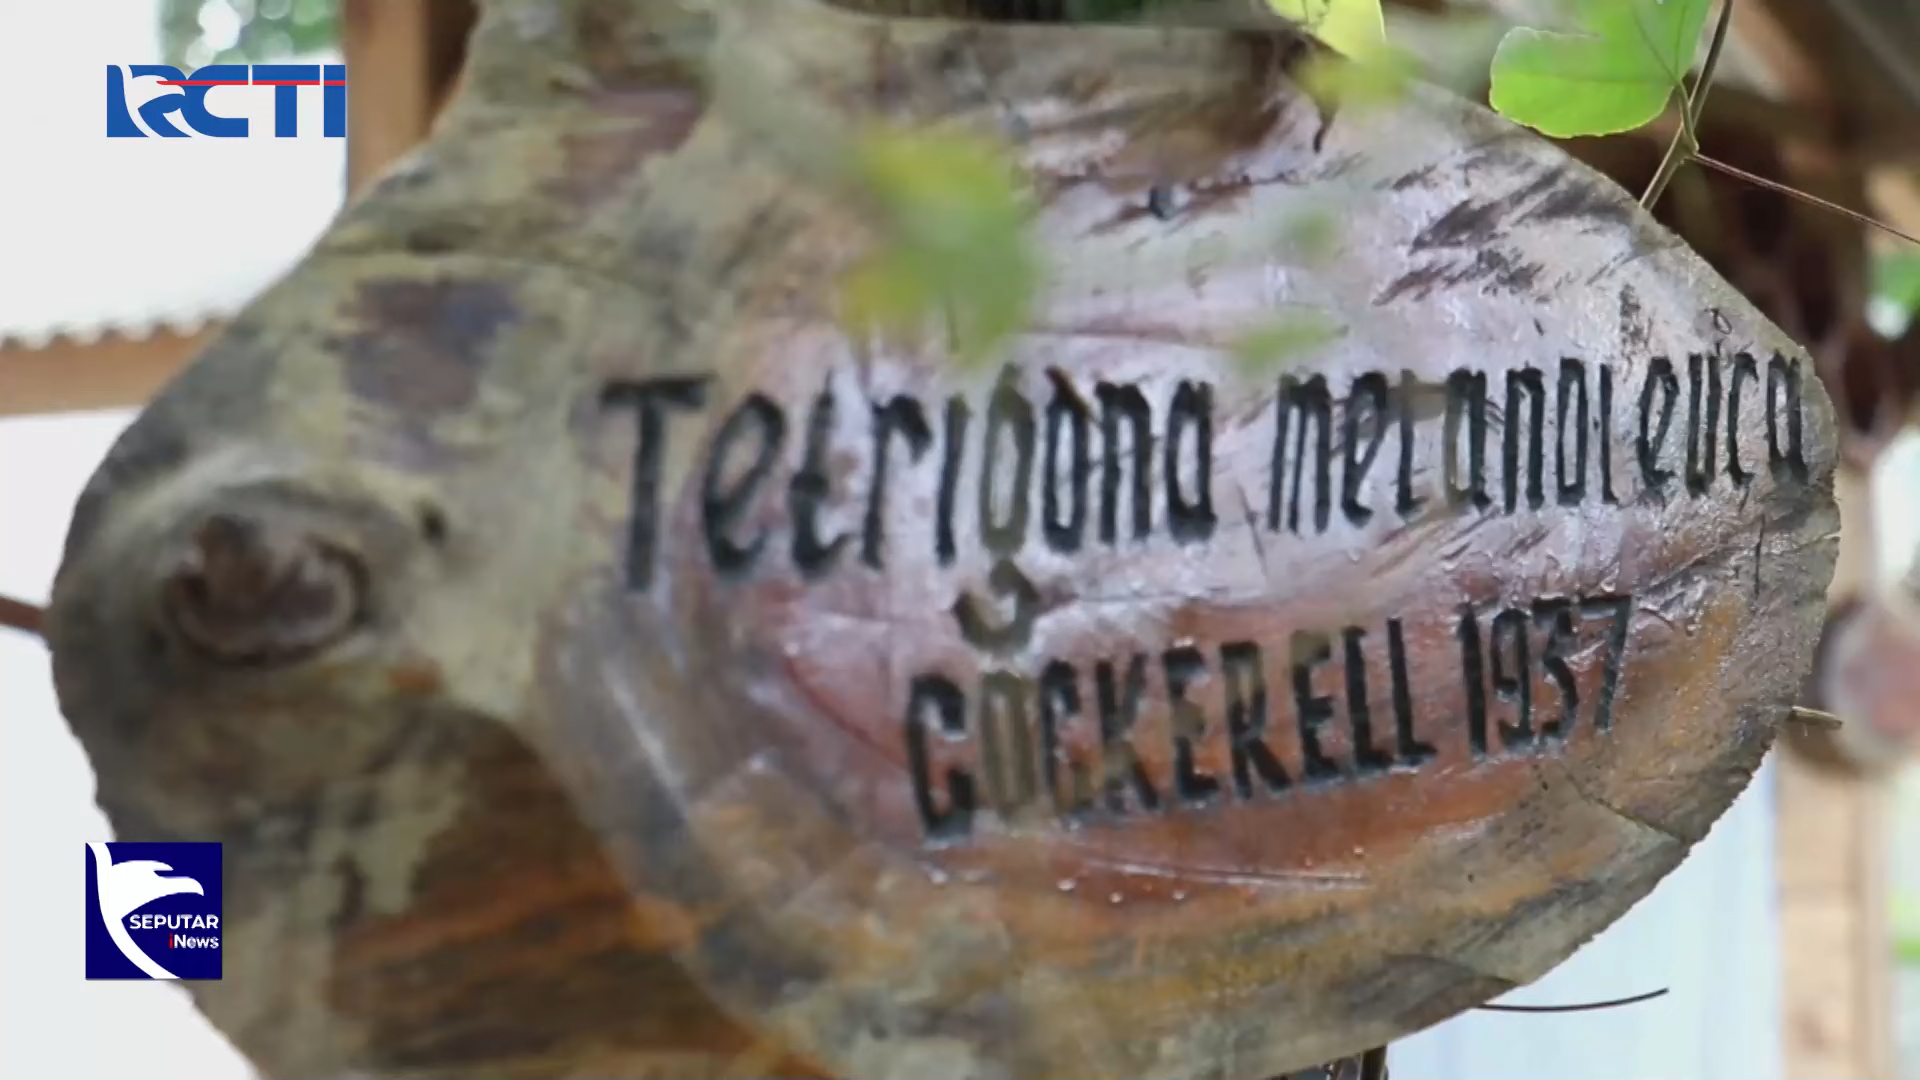 RCTI
Tetrigona melanoleuca
COCKERELL 1937
SEPUTAR
iNews